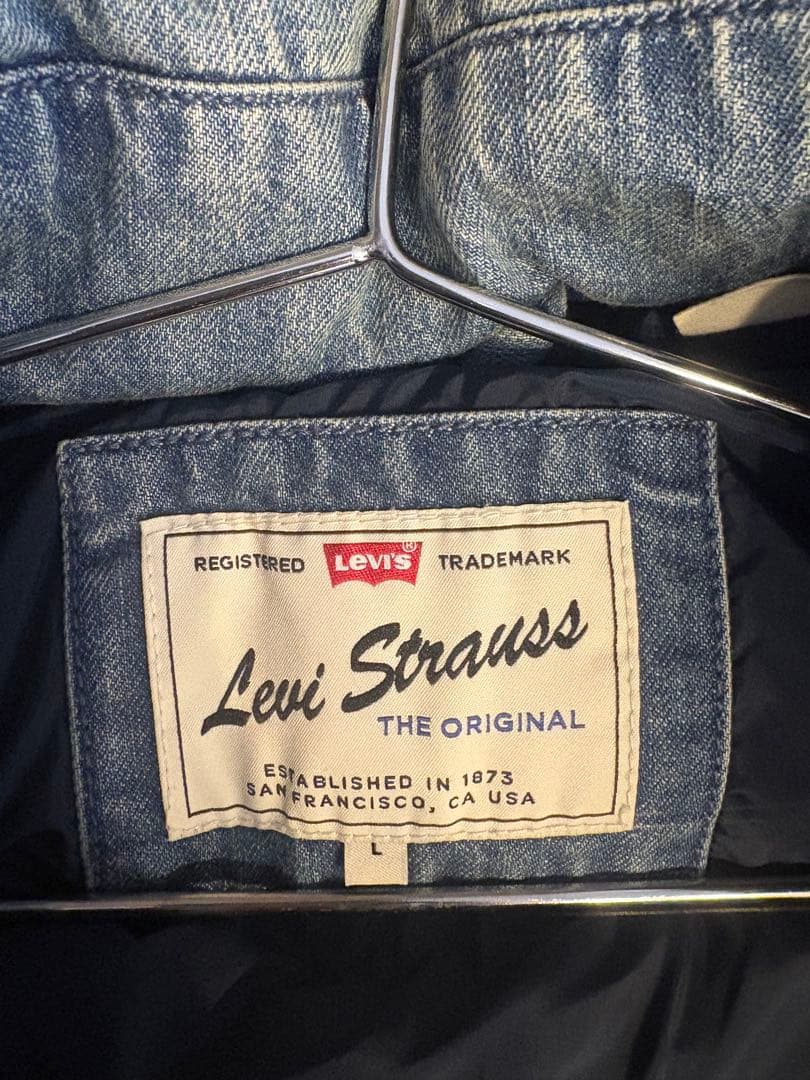 REGISTERED LEVI'S® TRADEMARK
Levi Strauss
THE ORIGINAL
ESTABLISHED IN 1873
SAN FRANCISCO, CA USA
L